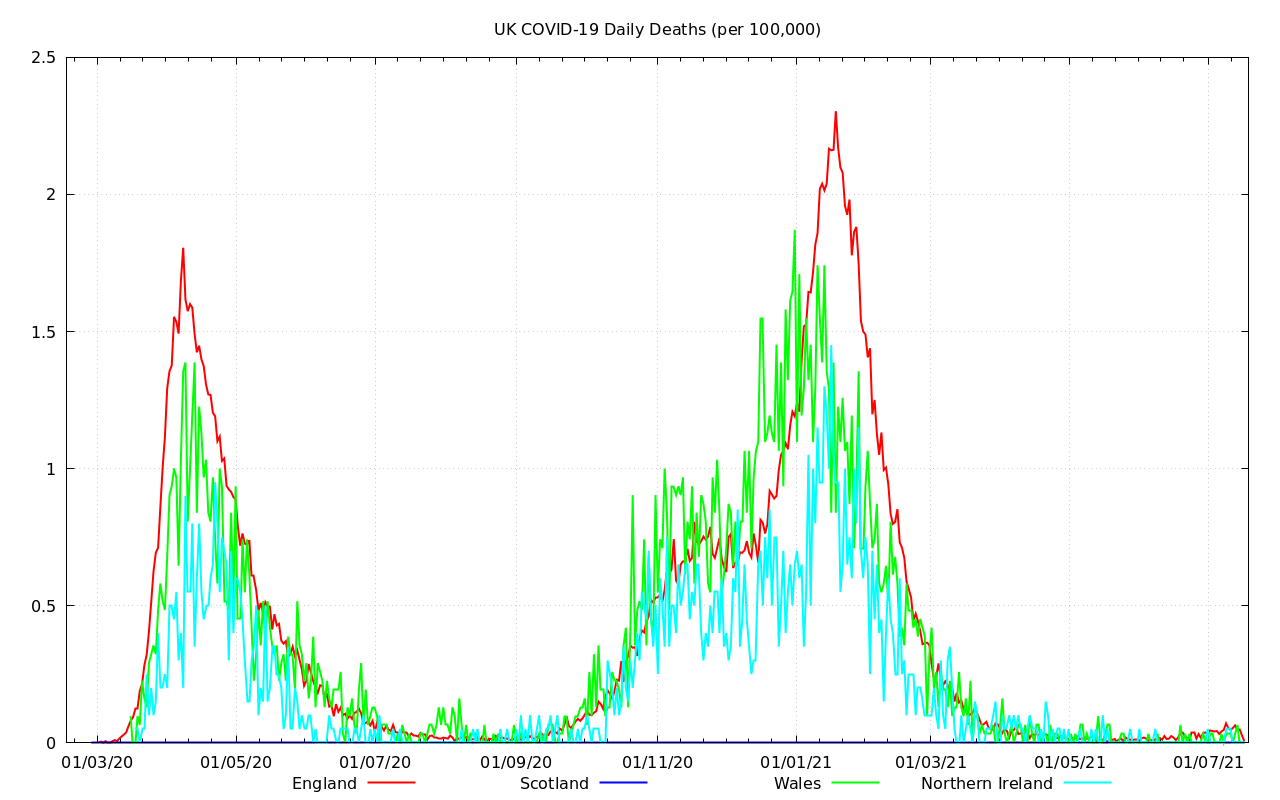 UK COVID-19 Daily Deaths (per 100,000)
2.5
2
1.5
1
0.5
0
01/03/20 01/05/20 01/07/20 01/09/20 01/11/20 01/01/21 01/03/21 01/05/21 01/07/21
England Scotland Wales Northern Ireland